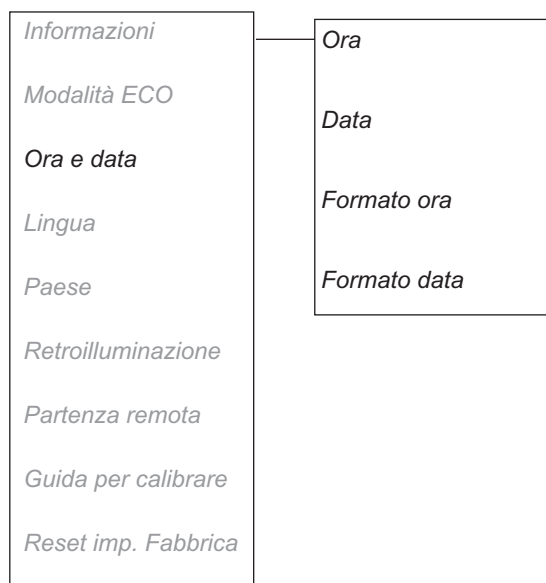 Informazioni
Modalità ECO
Ora e data
Lingua
Paese
Retroilluminazione
Partenza remota
Guida per calibrare
Reset imp. Fabbrica
Ora
Data
Formato ora
Formato data